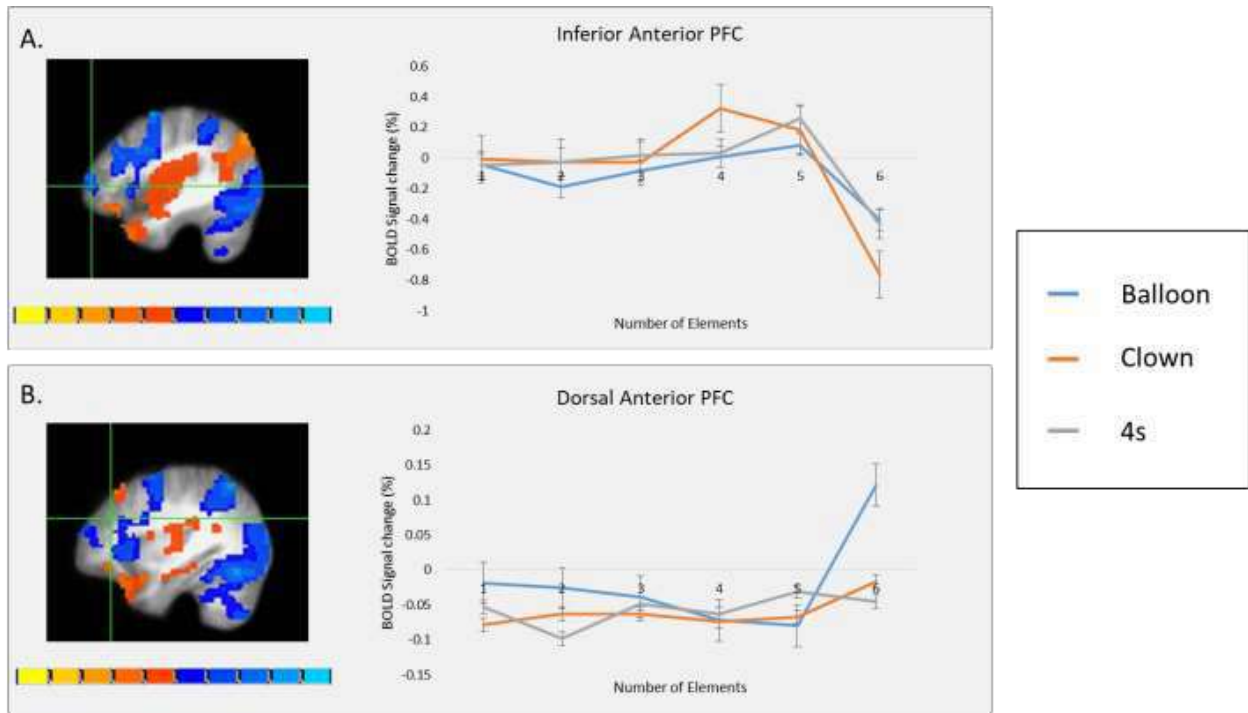 A.
Inferior Anterior PFC
BOLD Signal change (%)
0.6
0.4
0.2
0
-0.2
-0.4
-0.6
-0.8
-1
1 2 3 4 5 6
Number of Elements
B.
Dorsal Anterior PFC
BOLD Signal change (%)
0.2
0.15
0.1
0.05
0
-0.05
-0.1
-0.15
1 2 3 4 5 6
Number of Elements
Balloon
Clown
4s